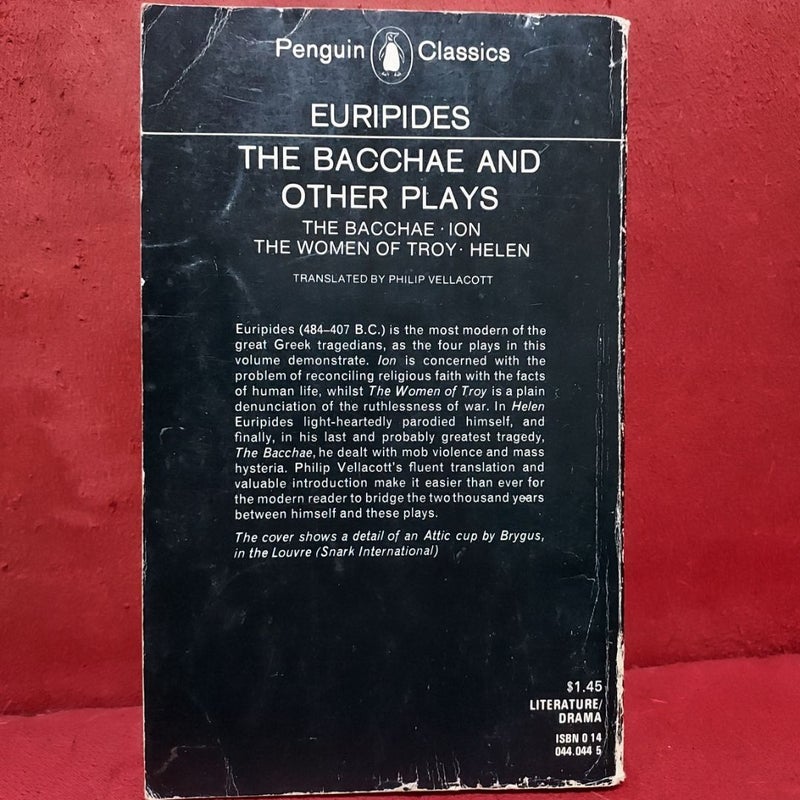 Penguin Classics
EURIPIDES
THE BACCHAE AND
OTHER PLAYS
THE BACCHAE · ION
THE WOMEN OF TROY · HELEN
TRANSLATED BY PHILIP VELLACOTT
Euripides (484–407 B.C.) is the most modern of the
great Greek tragedians, as the four plays in this
volume demonstrate. Ion is concerned with the
problem of reconciling religious faith with the facts
of human life, whilst The Women of Troy is a plain
denunciation of the ruthlessness of war. In Helen
Euripides light-heartedly parodied himself, and
finally, in his last and probably greatest tragedy,
The Bacchae, he dealt with mob violence and mass
hysteria. Philip Vellacott's fluent translation and
valuable introduction make it easier than ever for
the modern reader to bridge the two thousand years
between himself and these plays.
The cover shows a detail of an Attic cup by Brygus,
in the Louvre (Snark International)
$1.45
LITERATURE/
DRAMA
ISBN 0 14
044.044 5